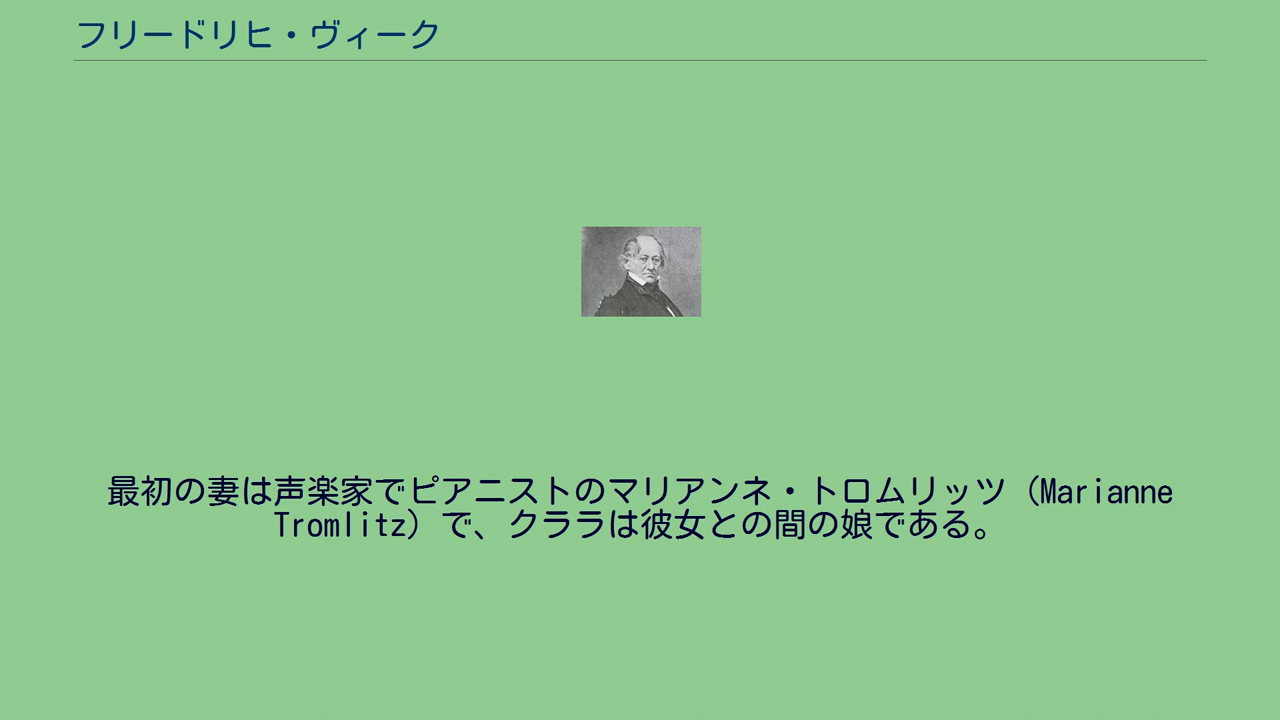 フリードリヒ・ヴィーク
最初の妻は声楽家でピアニストのマリアンネ・トロムリッツ（Marianne
Tromlitz）で、クララは彼女との間の娘である。